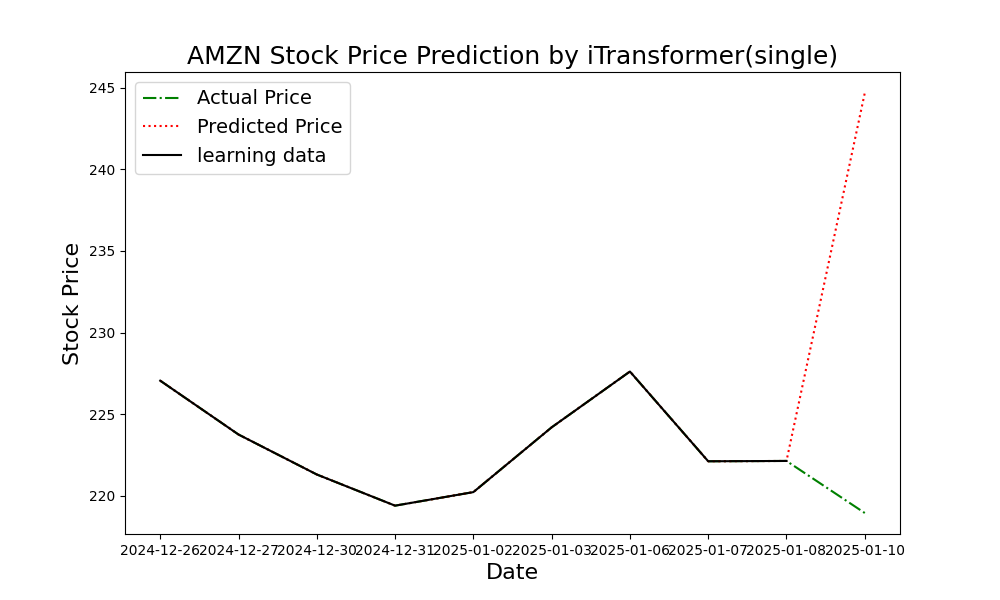 AMZN Stock Price Prediction by iTransformer(single)
Actual Price
Predicted Price
learning data
245
240
235
230
225
220
Stock Price
2024-12-26 2024-12-27 2024-12-30 2024-12-31 2025-01-02 2025-01-03 2025-01-06 2025-01-07 2025-01-08 2025-01-10
Date